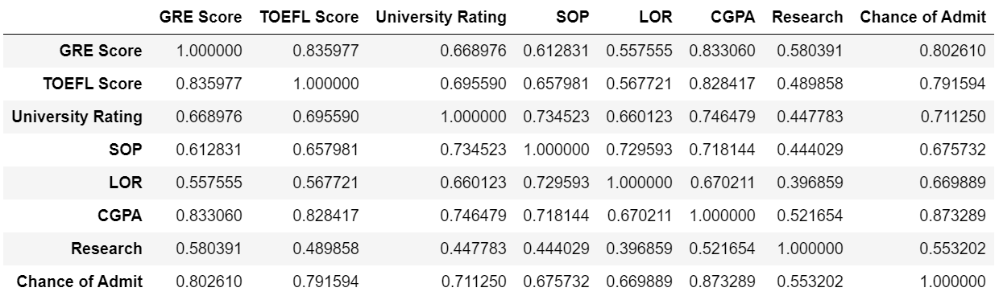 GRE Score TOEFL Score University Rating SOP LOR CGPA Research Chance of Admit
GRE Score 1.000000 0.835977 0.668976 0.612831 0.557555 0.833060 0.580391 0.802610
TOEFL Score 0.835977 1.000000 0.695590 0.657981 0.567721 0.828417 0.489858 0.791594
University Rating 0.668976 0.695590 1.000000 0.734523 0.660123 0.746479 0.447783 0.711250
SOP 0.612831 0.657981 0.734523 1.000000 0.729593 0.718144 0.444029 0.675732
LOR 0.557555 0.567721 0.660123 0.729593 1.000000 0.670211 0.396859 0.669889
CGPA 0.833060 0.828417 0.746479 0.718144 0.670211 1.000000 0.521654 0.873289
Research 0.580391 0.489858 0.447783 0.444029 0.396859 0.521654 1.000000 0.553202
Chance of Admit 0.802610 0.791594 0.711250 0.675732 0.669889 0.873289 0.553202 1.000000